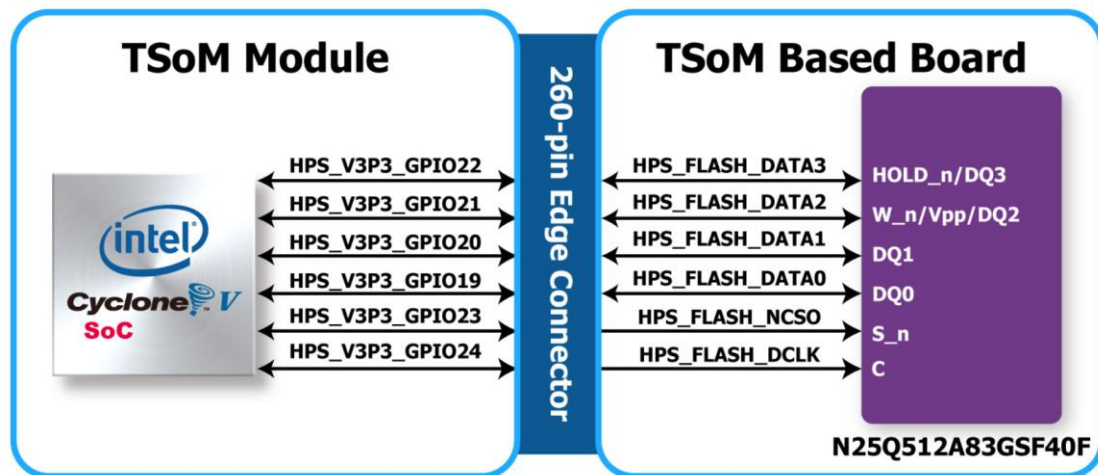 TSoM Module
TSoM Based Board
260-pin Edge Connector
HPS_V3P3_GPIO22
HPS_V3P3_GPIO21
HPS_V3P3_GPIO20
HPS_V3P3_GPIO19
HPS_V3P3_GPIO23
HPS_V3P3_GPIO24
intel
Cyclone V
SoC
HPS_FLASH_DATA3
HPS_FLASH_DATA2
HPS_FLASH_DATA1
HPS_FLASH_DATA0
HPS_FLASH_NCSO
HPS_FLASH_DCLK
HOLD_n/DQ3
W_n/Vpp/DQ2
DQ1
DQ0
S_n
C
N25Q512A83GSF40F